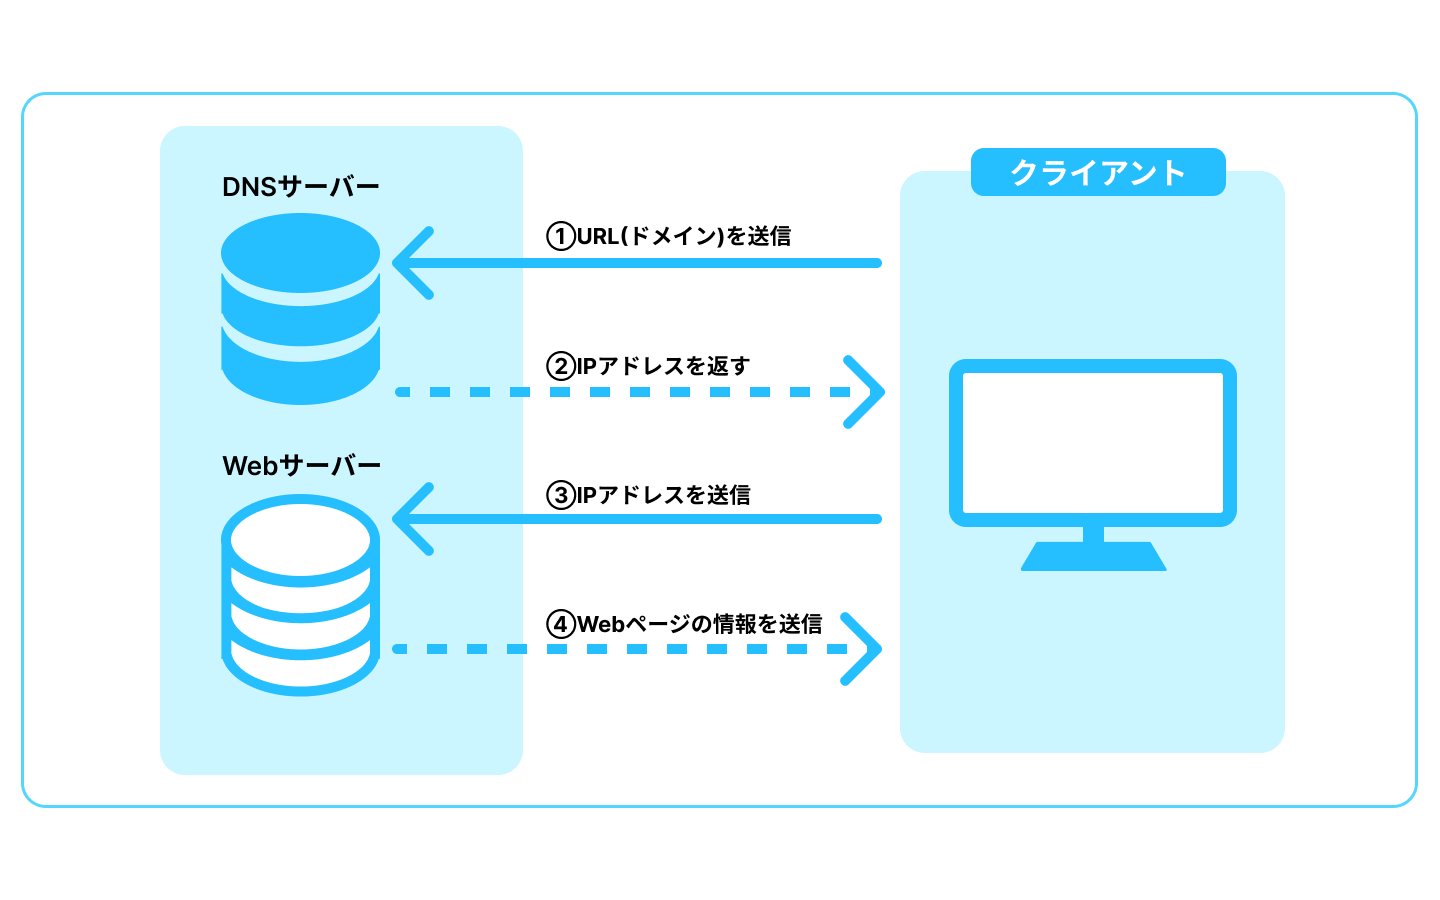 DNSサーバー
クライアント
①URL(ドメイン)を送信
②IPアドレスを返す
Webサーバー
③IPアドレスを送信
④Webページの情報を送信